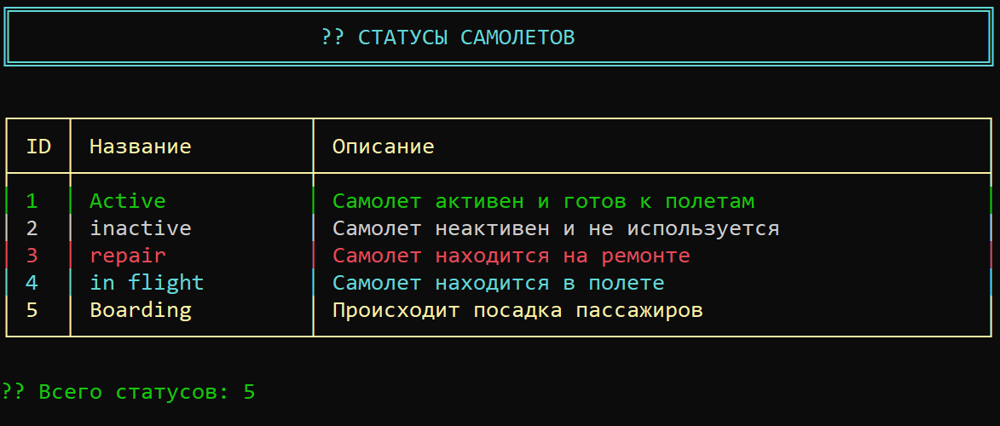 ?? СТАТУСЫ САМОЛЕТОВ
ID Название Описание
1 Active Самолет активен и готов к полетам
2 inactive Самолет неактивен и не используется
3 repair Самолет находится на ремонте
4 in flight Самолет находится в полете
5 Boarding Происходит посадка пассажиров
?? Всего статусов: 5